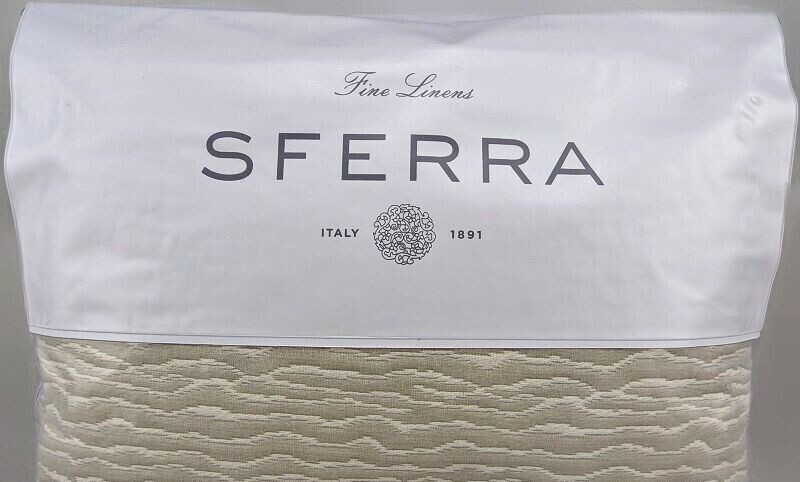 Fine Linens
SFERRA
ITALY 1891